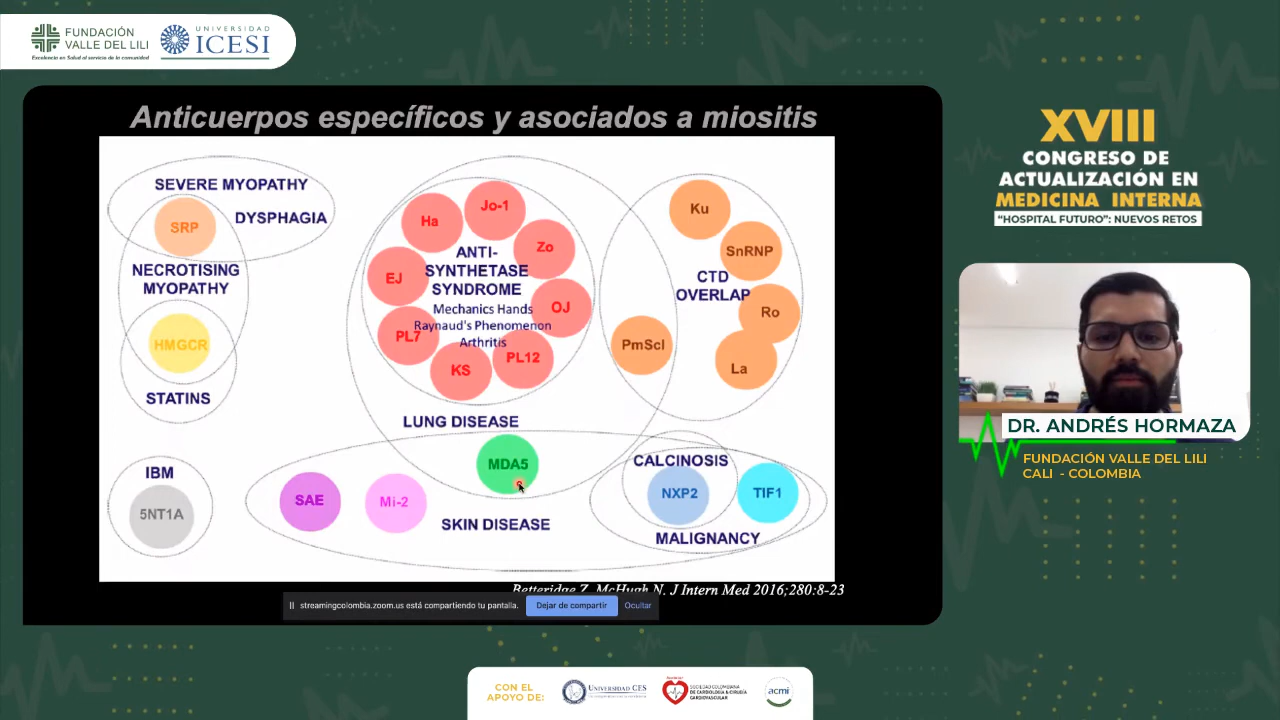 FUNDACIÓN
VALLE DEL LILI
Excelencia en Salud al servicio de la comunidad
UNIVERSIDAD
ICESI
Anticuerpos específicos y asociados a miositis
SEVERE MYOPATHY
DYSPHAGIA
SRP
NECROTISING
MYOPATHY
HMGCR
STATINS
IBM
5NT1A
Ha
Jo-1
Zo
EJ
OJ
PL7
KS
PL12
ANTI-
SYNTHETASE
SYNDROME
Mechanics Hands
Raynaud's Phenomenon
Arthritis
LUNG DISEASE
Ku
SnRNP
CTD
OVERLAP
Ro
La
PmScl
MDA5
SAE
Mi-2
SKIN DISEASE
CALCINOSIS
NXP2
TIF1
MALIGNANCY
Betteridge Z, McHugh N. J Intern Med 2016;280:8-23
streamingcolombia.zoom.us está compartiendo tu pantalla.
Dejar de compartir
Ocultar
XVIII
CONGRESO DE
ACTUALIZACIÓN EN
MEDICINA INTERNA
"HOSPITAL FUTURO": NUEVOS RETOS
DR. ANDRÉS HORMAZA
FUNDACIÓN VALLE DEL LILI
CALI - COLOMBIA
CON EL
APOYO DE:
UNIVERSIDAD CES
SOCIEDAD COLOMBIANA
DE CARDIOLOGÍA & CIRUGÍA
CARDIOVASCULAR
acmi